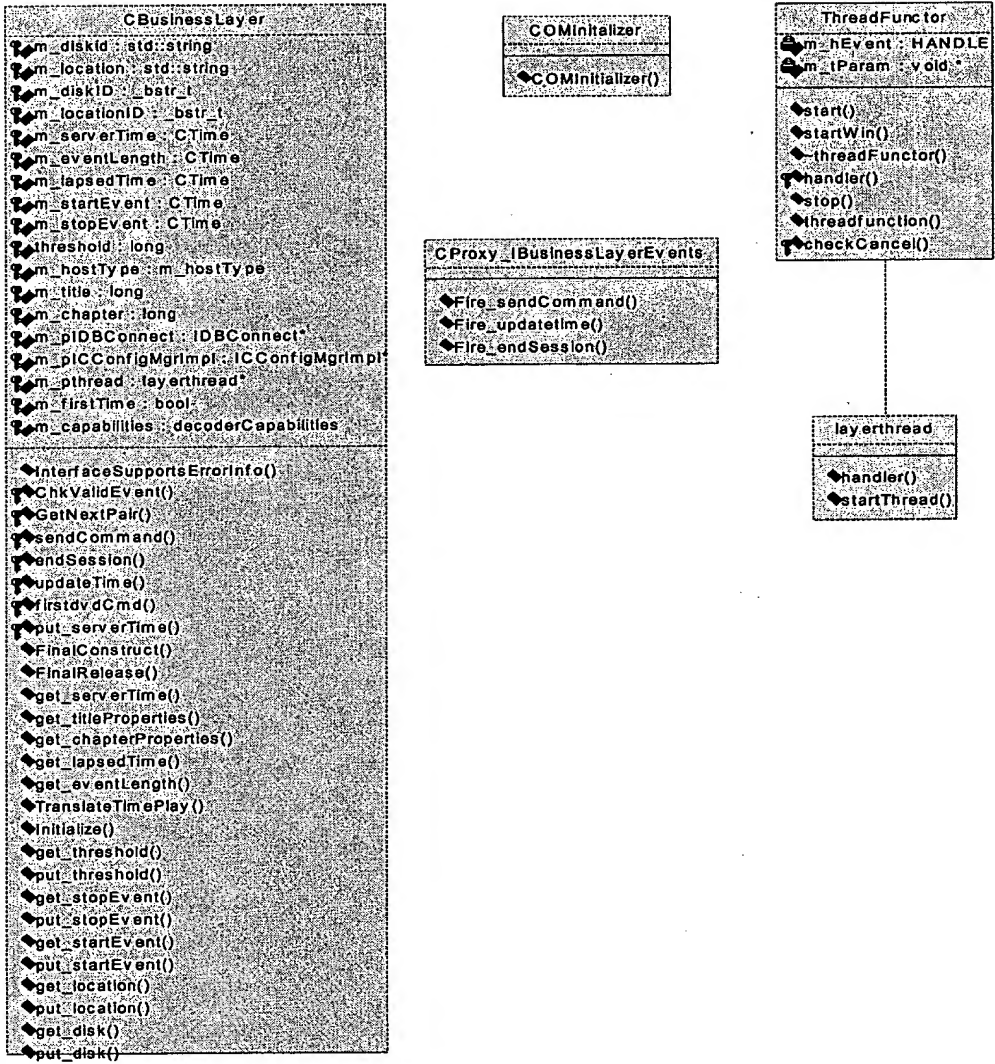 CBusinessLayer
m_diskid : std::string
m_location : std::string
m_diskID : _bstr_t
m_locationID : _bstr_t
m_serverTime : CTime
m_eventLength : CTime
m_lapsedTime : CTime
m_startEvent : CTime
m_stopEvent : CTime
threshold : long
m_hostType : m_hostType
m_title : long
m_chapter : long
m_pIDBConnect : IDBConnect*
m_pICConfigMgrImpl : ICConfigMgrImpl*
m_pthread : layerthread*
m_firstTime : bool
m_capabilities : decoderCapabilities
InterfaceSupportsErrorInfo()
ChkValidEvent()
GetNextPair()
sendCommand()
endSession()
updateTime()
firstdvdCmd()
put_serverTime()
FinalConstruct()
FinalRelease()
get_serverTime()
get_titleProperties()
get_chapterProperties()
get_lapsedTime()
get_eventLength()
TranslateTimePlay()
Initialize()
get_threshold()
put_threshold()
get_stopEvent()
put_stopEvent()
get_startEvent()
put_startEvent()
get_location()
put_location()
get_disk()
put_disk()
COMInitalizer
COMInitializer()
CProxy_IBusinessLayerEvents
Fire_sendCommand()
Fire_updatetime()
Fire_endSession()
ThreadFunctor
m_hEvent : HANDLE
m_tParam : void *
start()
startWin()
~threadFunctor()
handler()
stop()
threadfunction()
checkCancel()
layerthread
handler()
startThread()